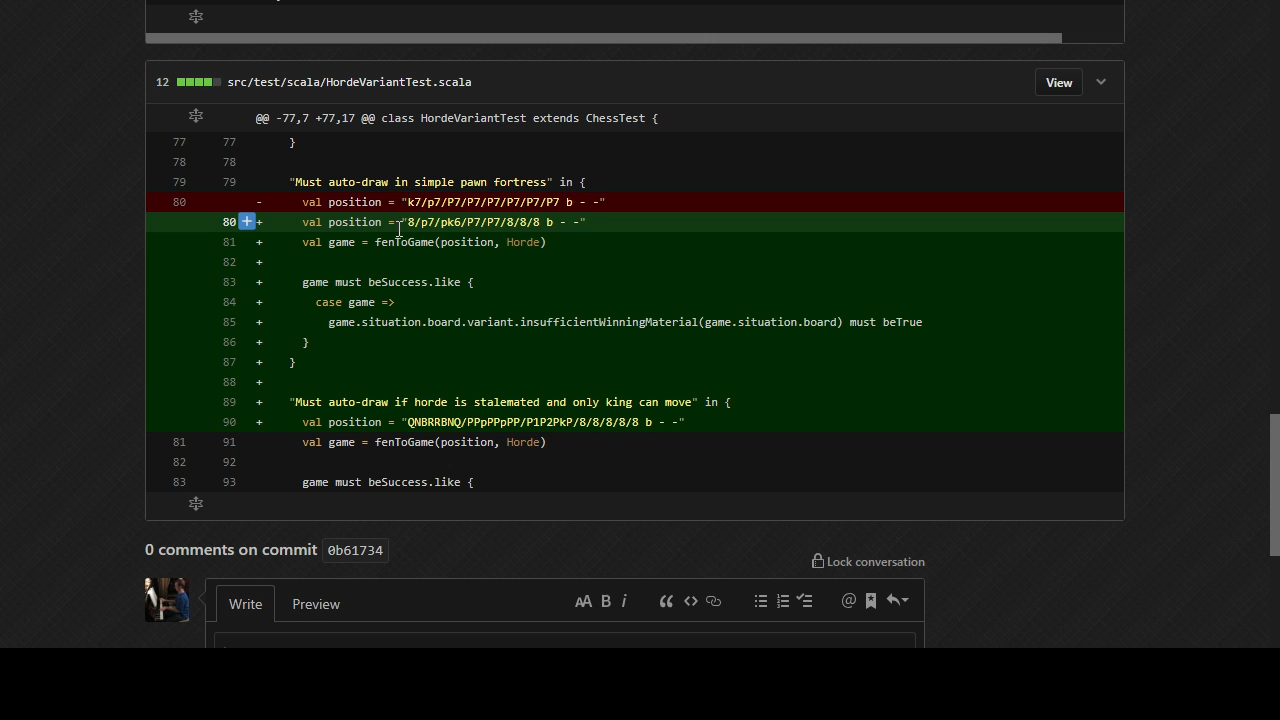 12 src/test/scala/HordeVariantTest.scala View
@@ -77,7 +77,17 @@ class HordeVariantTest extends ChessTest {
77 77 }
78 78
79 79 "Must auto-draw in simple pawn fortress" in {
80 - val position = "k7/p7/P7/P7/P7/P7/P7/P7 b - -"
80 + val position = "8/p7/pk6/P7/P7/8/8/8 b - -"
81 + val game = fenToGame(position, Horde)
82 +
83 + game must beSuccess.like {
84 + case game =>
85 + game.situation.board.variant.insufficientWinningMaterial(game.situation.board) must beTrue
86 + }
87 + }
88 +
89 + "Must auto-draw if horde is stalemated and only king can move" in {
90 + val position = "QNBRRBNQ/PPpPPpPP/P1P2PkP/8/8/8/8/8 b - -"
81 91 val game = fenToGame(position, Horde)
82 92
83 93 game must beSuccess.like {
0 comments on commit 0b61734
Lock conversation
Write Preview AA B i @